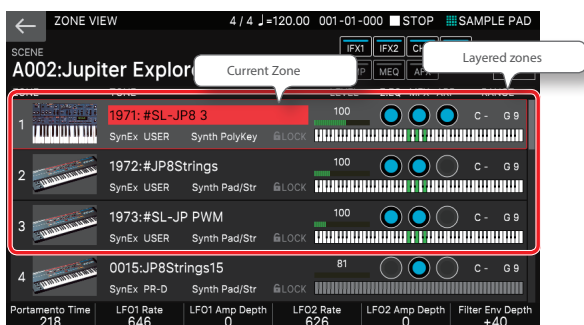 ZONE VIEW 4 / 4 ♩=120.00 001-01-000 STOP SAMPLE PAD
SCENE IFX1 IFX2
A002:Jupiter Explor MEQ
Current Zone
Layered zones
1 1971: #SL-JP8 3 100 C - G 9
SynEx USER Synth PolyKey LOCK
2 1972:#JP8Strings 100 C - G 9
SynEx USER Synth Pad/Str LOCK
3 1973:#SL-JP PWM 100 C - G 9
SynEx USER Synth Pad/Str LOCK
4 0015:JP8Strings15 81 C - G 9
SynEx PR-D Synth Pad/Str LOCK
Portamento Time LFO1 Rate LFO1 Amp Depth LFO2 Rate LFO2 Amp Depth Filter Env Depth
218 646 0 626 0 +40